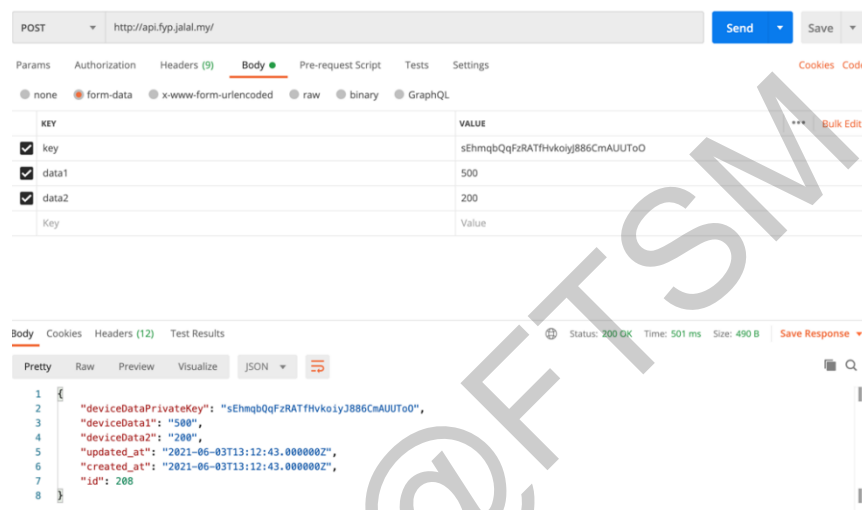 POST http://api.fyp.jalal.my/ Send Save
Params Authorization Headers (9) Body Pre-request Script Tests Settings Cookies Code
none form-data x-www-form-urlencoded raw binary GraphQL
KEY VALUE ••• Bulk Edit
key sEhmqbQqFzRATfHvkoiyJ886CmAUUToO
data1 500
data2 200
Key Value
Body Cookies Headers (12) Test Results Status: 200 OK Time: 501 ms Size: 490 B Save Response
Pretty Raw Preview Visualize JSON
1 {
2 "deviceDataPrivateKey": "sEhmqbQqFzRATfHvkoiyJ886CmAUUToO",
3 "deviceData1": "500",
4 "deviceData2": "200",
5 "updated_at": "2021-06-03T13:12:43.000000Z",
6 "created_at": "2021-06-03T13:12:43.000000Z",
7 "id": 208
8 }
@FTSM